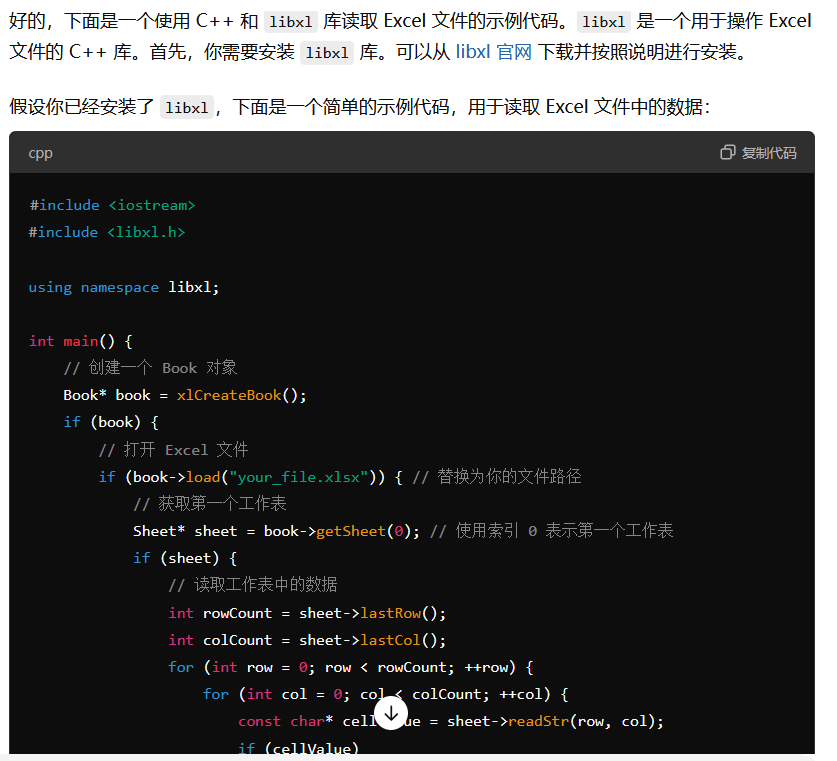 好的，下面是一个使用 C++ 和 libxl 库读取 Excel 文件的示例代码。libxl 是一个用于操作 Excel
文件的 C++ 库。首先，你需要安装 libxl 库。可以从 libxl 官网 下载并按照说明进行安装。
假设你已经安装了 libxl，下面是一个简单的示例代码，用于读取 Excel 文件中的数据：
cpp 复制代码
#include <iostream>
#include <libxl.h>
using namespace libxl;
int main() {
// 创建一个 Book 对象
Book* book = xlCreateBook();
if (book) {
// 打开 Excel 文件
if (book->load("your_file.xlsx")) { // 替换为你的文件路径
// 获取第一个工作表
Sheet* sheet = book->getSheet(0); // 使用索引 0 表示第一个工作表
if (sheet) {
// 读取工作表中的数据
int rowCount = sheet->lastRow();
int colCount = sheet->lastCol();
for (int row = 0; row < rowCount; ++row) {
for (int col = 0; col < colCount; ++col) {
const char* = sheet->readStr(row, col);
if (cellValue)